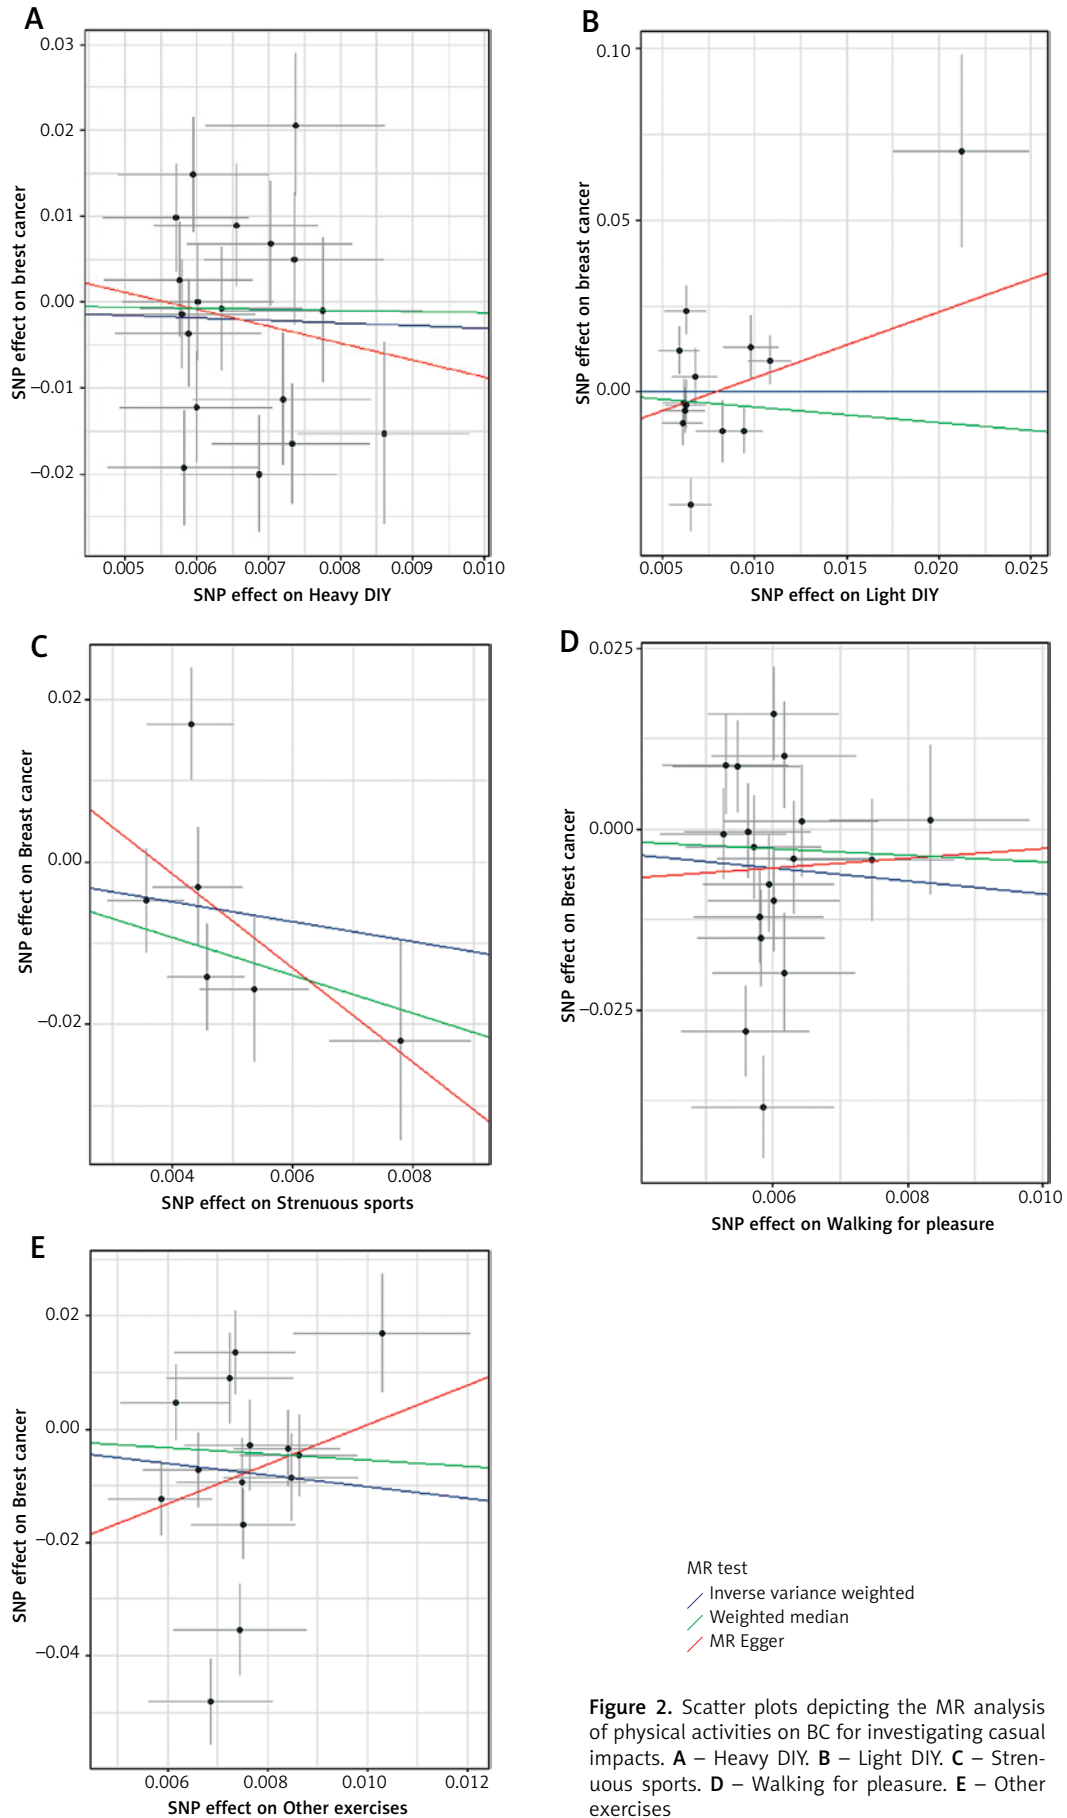 A
B
0.03
0.02
0.01
0.00
–0.01
–0.02
SNP effect on brest cancer
0.005 0.006 0.007 0.008 0.009 0.010
SNP effect on Heavy DIY
0.10
0.05
0.00
SNP effect on breast cancer
0.005 0.010 0.015 0.020 0.025
SNP effect on Light DIY
C
D
0.02
0.00
–0.02
SNP effect on Breast cancer
0.004 0.006 0.008
SNP effect on Strenuous sports
0.025
0.000
–0.025
SNP effect on Brest cancer
0.006 0.008 0.010
SNP effect on Walking for pleasure
E
0.02
0.00
–0.02
–0.04
SNP effect on Brest cancer
0.006 0.008 0.010 0.012
SNP effect on Other exercises
MR test
Inverse variance weighted
Weighted median
MR Egger
Figure 2. Scatter plots depicting the MR analysis
of physical activities on BC for investigating casual
impacts. A – Heavy DIY. B – Light DIY. C – Stren-
uous sports. D – Walking for pleasure. E – Other
exercises